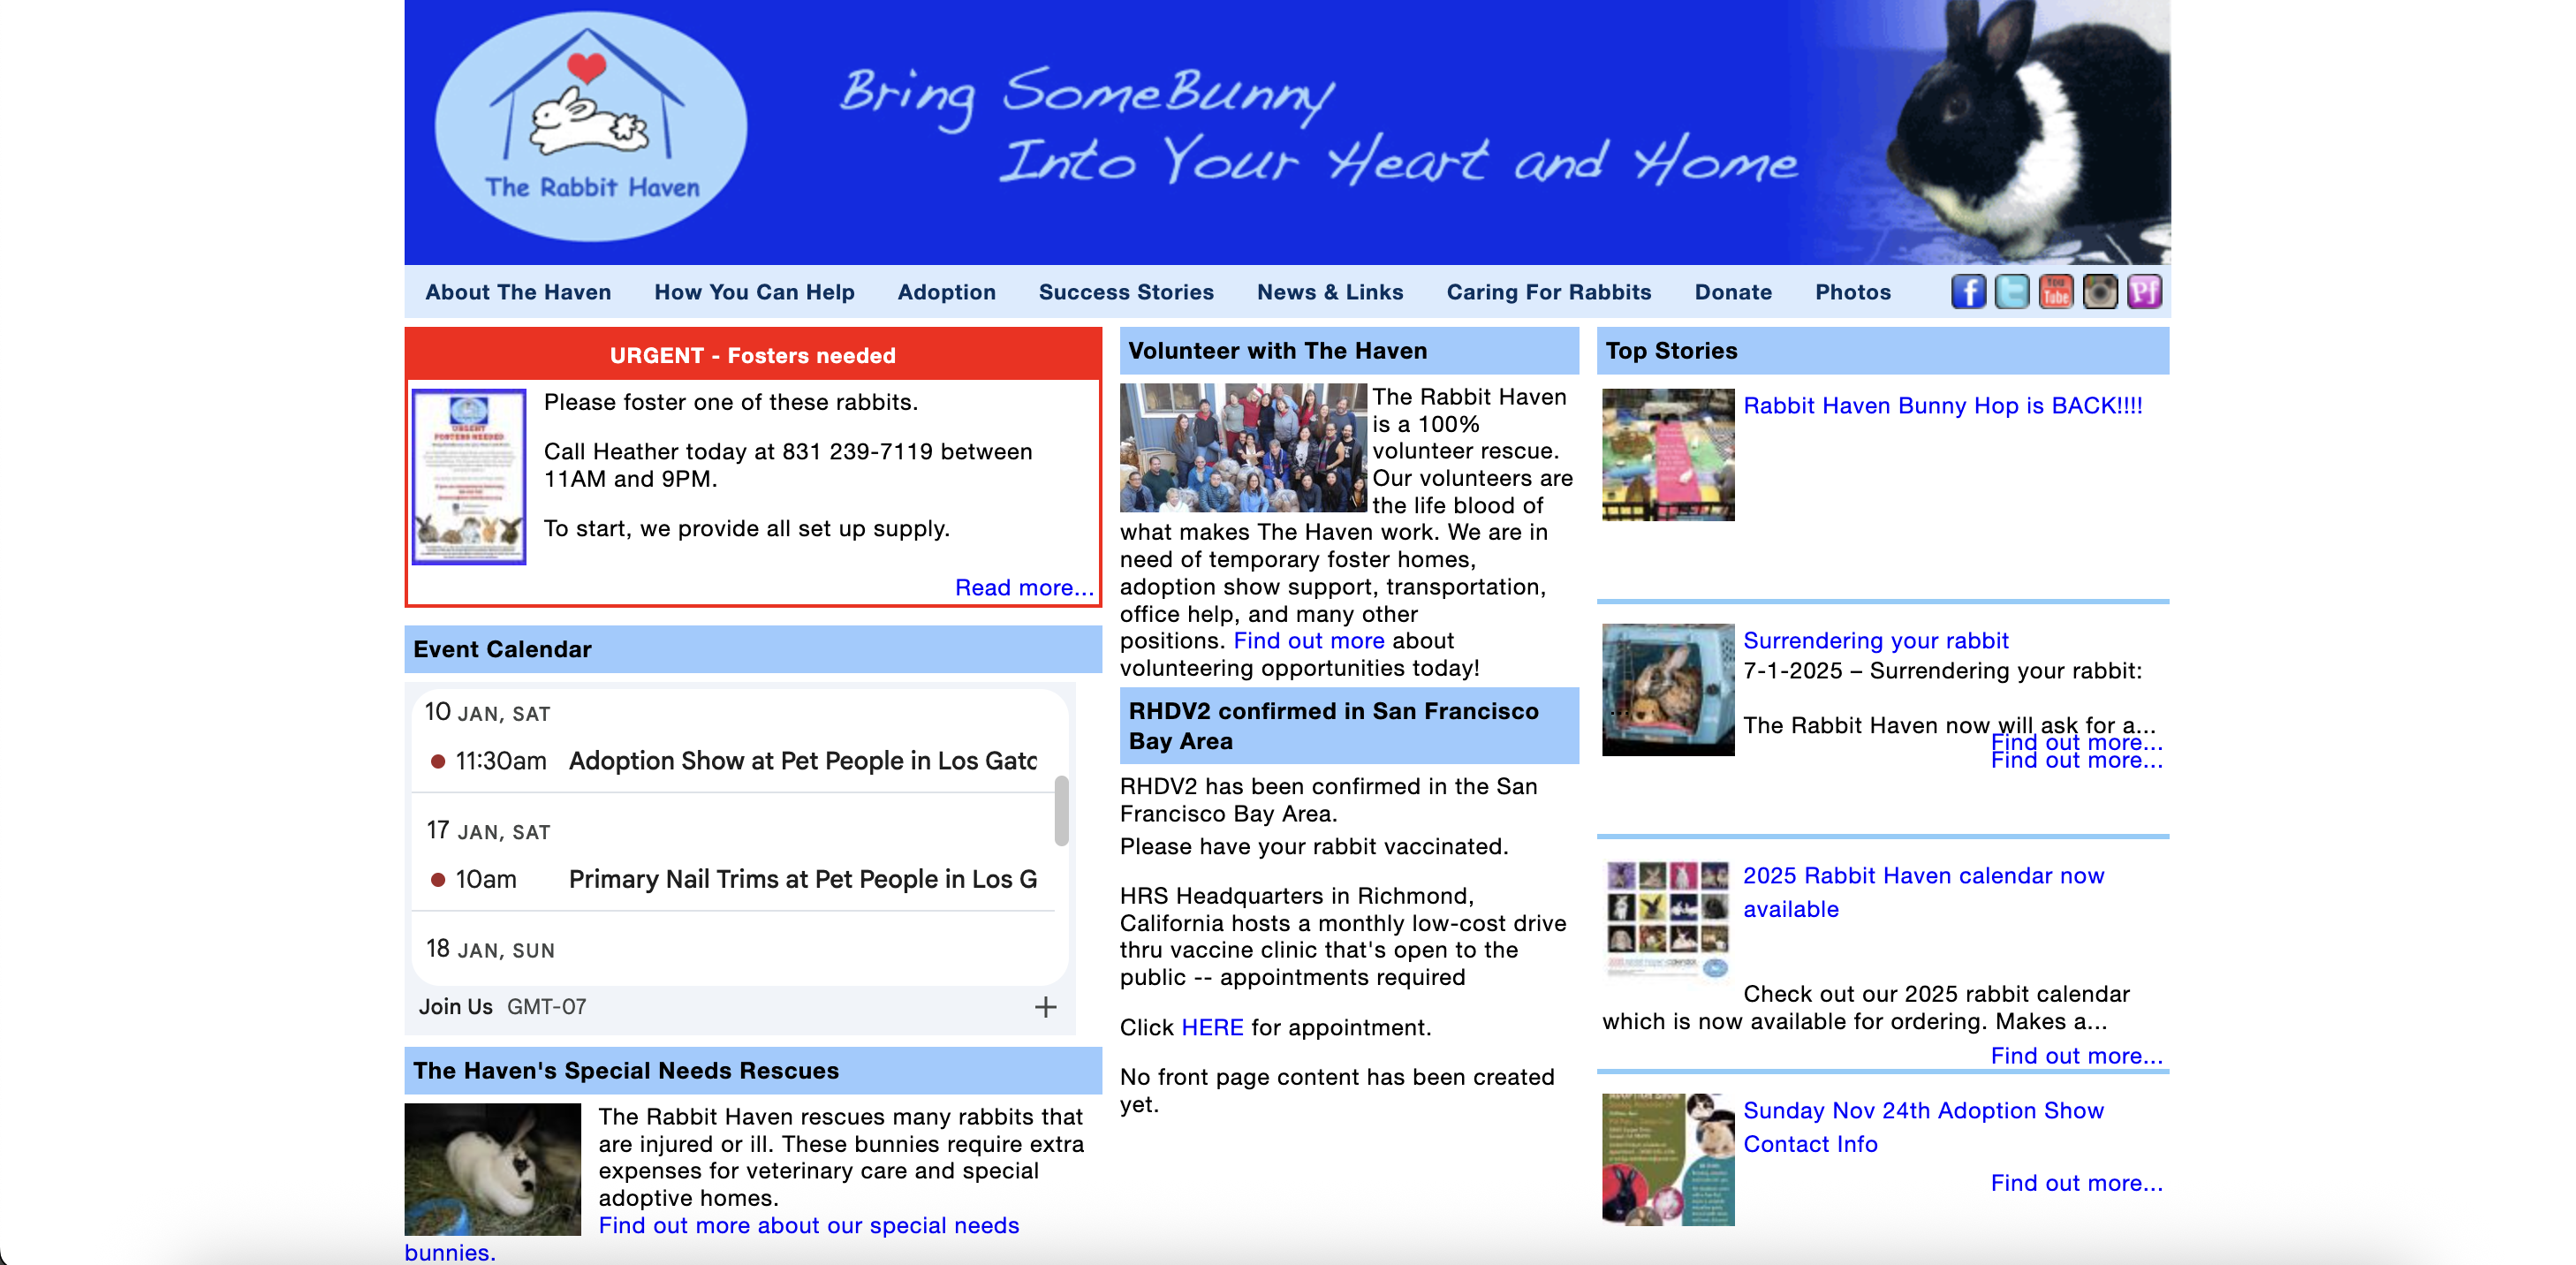 The Rabbit Haven
Bring SomeBunny
Into Your Heart and Home
About The Haven How You Can Help Adoption Success Stories News & Links Caring For Rabbits Donate Photos
URGENT - Fosters needed
URGENT
FOSTERS NEEDED
Please foster one of these rabbits.
Call Heather today at 831 239-7119 between
11AM and 9PM.
To start, we provide all set up supply.
Read more...
Event Calendar
10 JAN, SAT
11:30am Adoption Show at Pet People in Los Gato
17 JAN, SAT
10am Primary Nail Trims at Pet People in Los G
18 JAN, SUN
Join Us GMT-07
The Haven's Special Needs Rescues
The Rabbit Haven rescues many rabbits that
are injured or ill. These bunnies require extra
expenses for veterinary care and special
adoptive homes.
Find out more about our special needs
bunnies.
Volunteer with The Haven
The Rabbit Haven
is a 100%
volunteer rescue.
Our volunteers are
the life blood of
what makes The Haven work. We are in
need of temporary foster homes,
adoption show support, transportation,
office help, and many other
positions. Find out more about
volunteering opportunities today!
RHDV2 confirmed in San Francisco
Bay Area
RHDV2 has been confirmed in the San
Francisco Bay Area.
Please have your rabbit vaccinated.
HRS Headquarters in Richmond,
California hosts a monthly low-cost drive
thru vaccine clinic that's open to the
public -- appointments required
Click HERE for appointment.
No front page content has been created
yet.
Top Stories
Rabbit Haven Bunny Hop is BACK!!!!
Surrendering your rabbit
7-1-2025 – Surrendering your rabbit:
...
The Rabbit Haven now will ask for a...
Find out more...
Find out more...
2025 Rabbit Haven calendar now
available
Check out our 2025 rabbit calendar
which is now available for ordering. Makes a...
Find out more...
Sunday Nov 24th Adoption Show
Contact Info
Find out more...